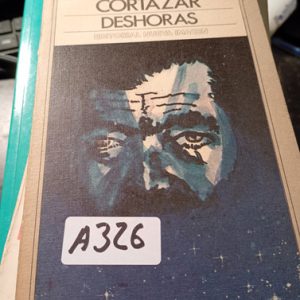 CORTAZAR
DESHORAS
EDITORIAL NUEVA IMAGEN
A326